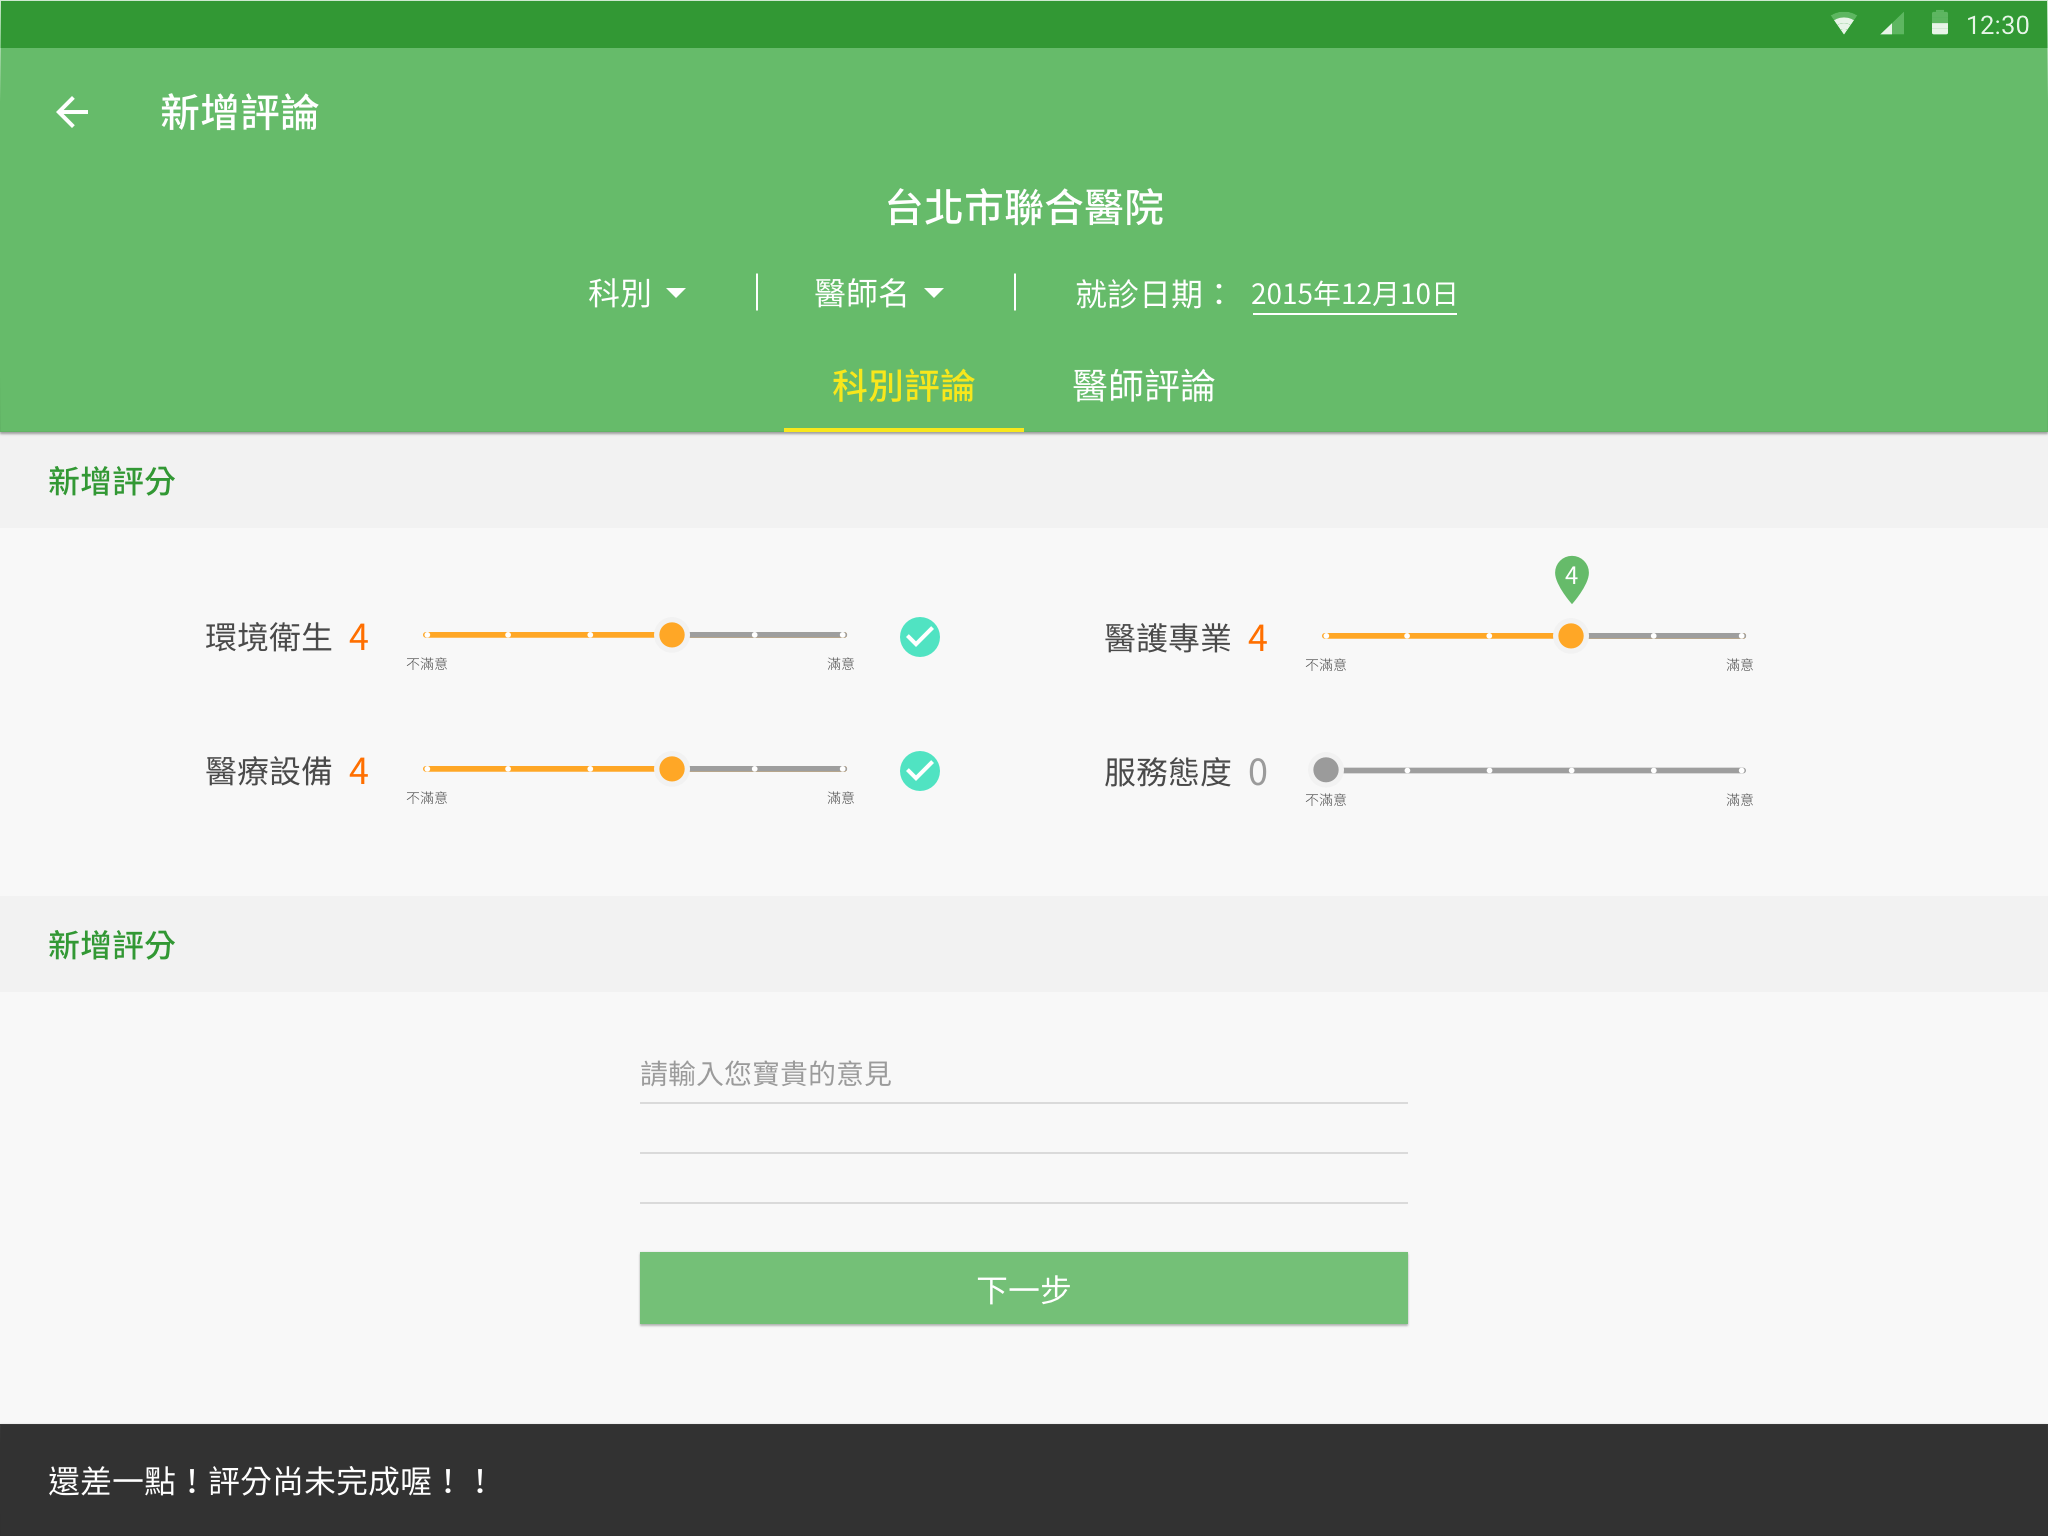 12:30
新增評論
台北市聯合醫院
科別 醫師名 就診日期： 2015年12月10日
科別評論 醫師評論
新增評分
4
環境衛生 4 醫護專業 4
不滿意 滿意 不滿意 滿意
醫療設備 4 服務態度 0
不滿意 滿意 不滿意 滿意
新增評分
請輸入您寶貴的意見
下一步
還差一點！評分尚未完成喔！！